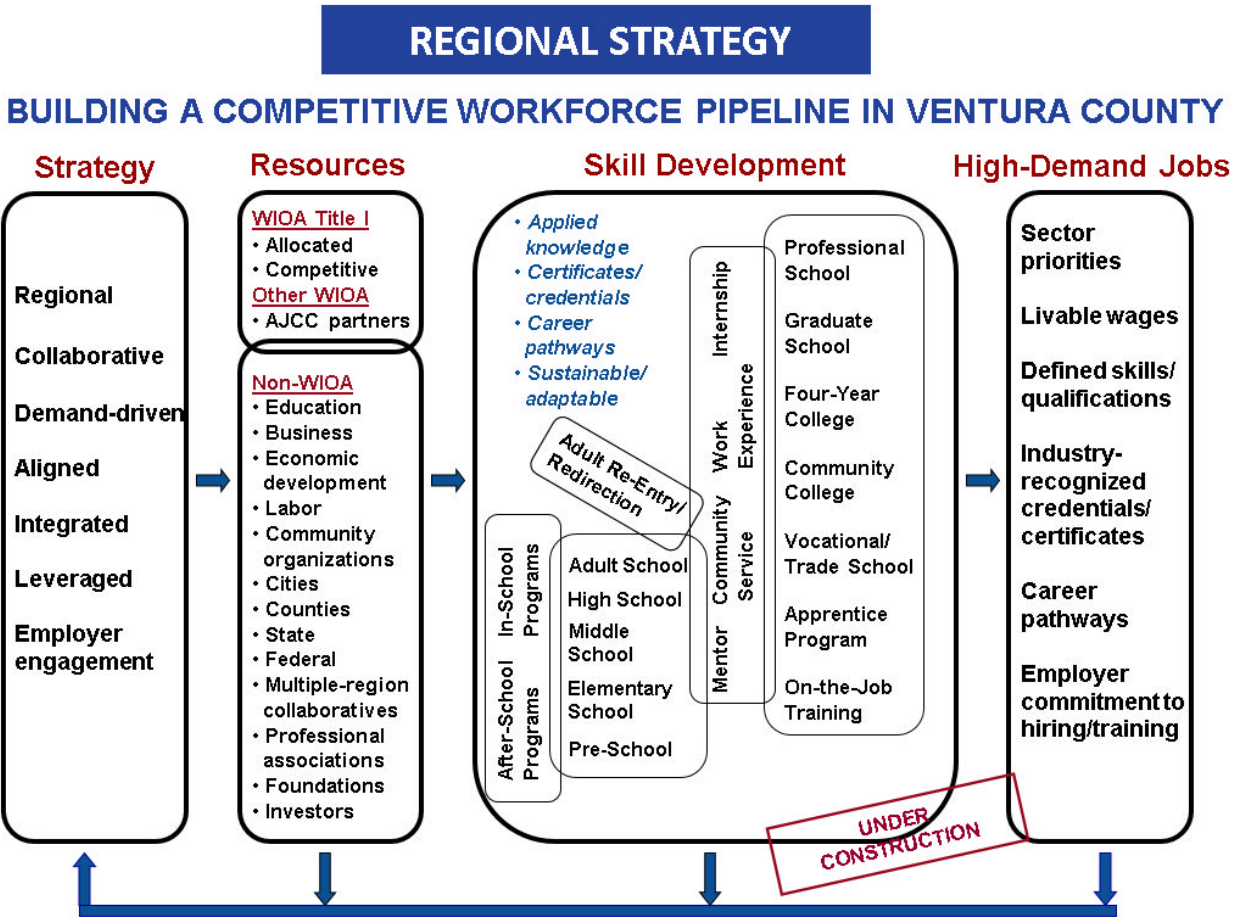 REGIONAL STRATEGY
BUILDING A COMPETITIVE WORKFORCE PIPELINE IN VENTURA COUNTY
Strategy
Regional
Collaborative
Demand-driven
Aligned
Integrated
Leveraged
Employer
engagement
Resources
WIOA Title I
• Allocated
• Competitive
Other WIOA
• AJCC partners
Non-WIOA
• Education
• Business
• Economic
development
• Labor
• Community
organizations
• Cities
• Counties
• State
• Federal
• Multiple-region
collaboratives
• Professional
associations
• Foundations
• Investors
Skill Development
• Applied
knowledge
• Certificates/
credentials
• Career
pathways
• Sustainable/
adaptable
Adult Re-Entry/
Redirection
In-School
Programs
After-School
Programs
Adult School
High School
Middle
School
Elementary
School
Pre-School
Internship
Work
Experience
Community
Service
Mentor
Professional
School
Graduate
School
Four-Year
College
Community
College
Vocational/
Trade School
Apprentice
Program
On-the-Job
Training
High-Demand Jobs
Sector
priorities
Livable wages
Defined skills/
qualifications
Industry-
recognized
credentials/
certificates
Career
pathways
Employer
commitment to
hiring/training
UNDER
CONSTRUCTION